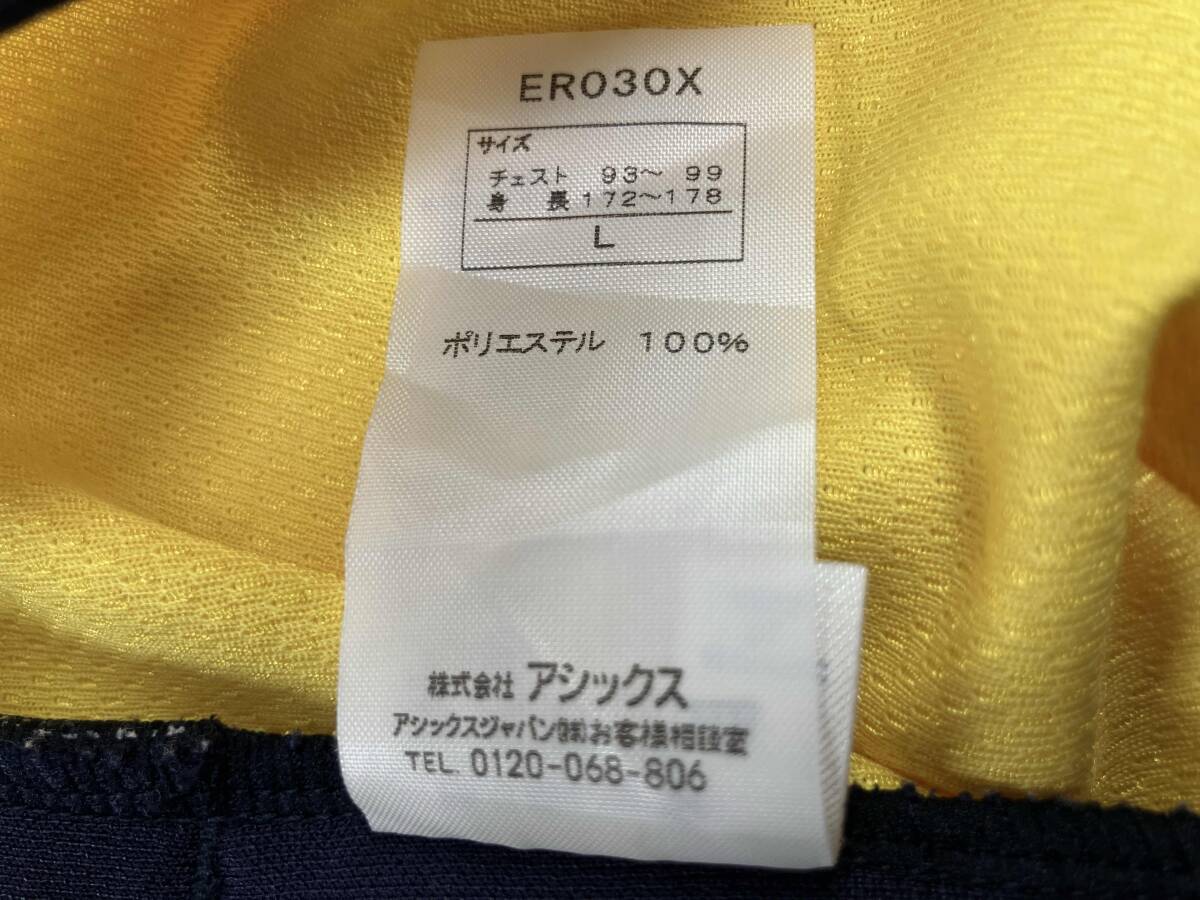 ER030X
サイズ
チェスト 93～ 99
身 長 172～178
L
ポリエステル 100%
株式会社 アシックス
アシックスジャパン(株)お客様相談室
TEL. 0120-068-806